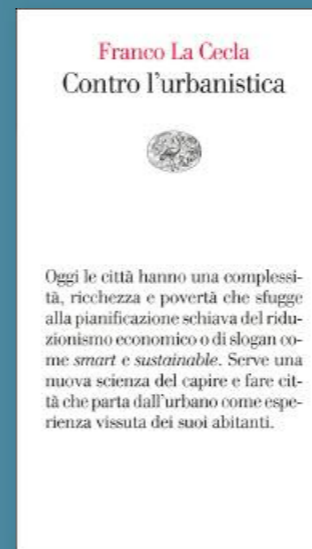 Franco La Cecla
Contro l'urbanistica
Oggi le città hanno una complessi-
tà, ricchezza e povertà che sfugge
alla pianificazione schiava del ridu-
zionismo economico o di slogan co-
me smart e sustainable. Serve una
nuova scienza del capire e fare cit-
tà che parta dall'urbano come espe-
rienza vissuta dei suoi abitanti.